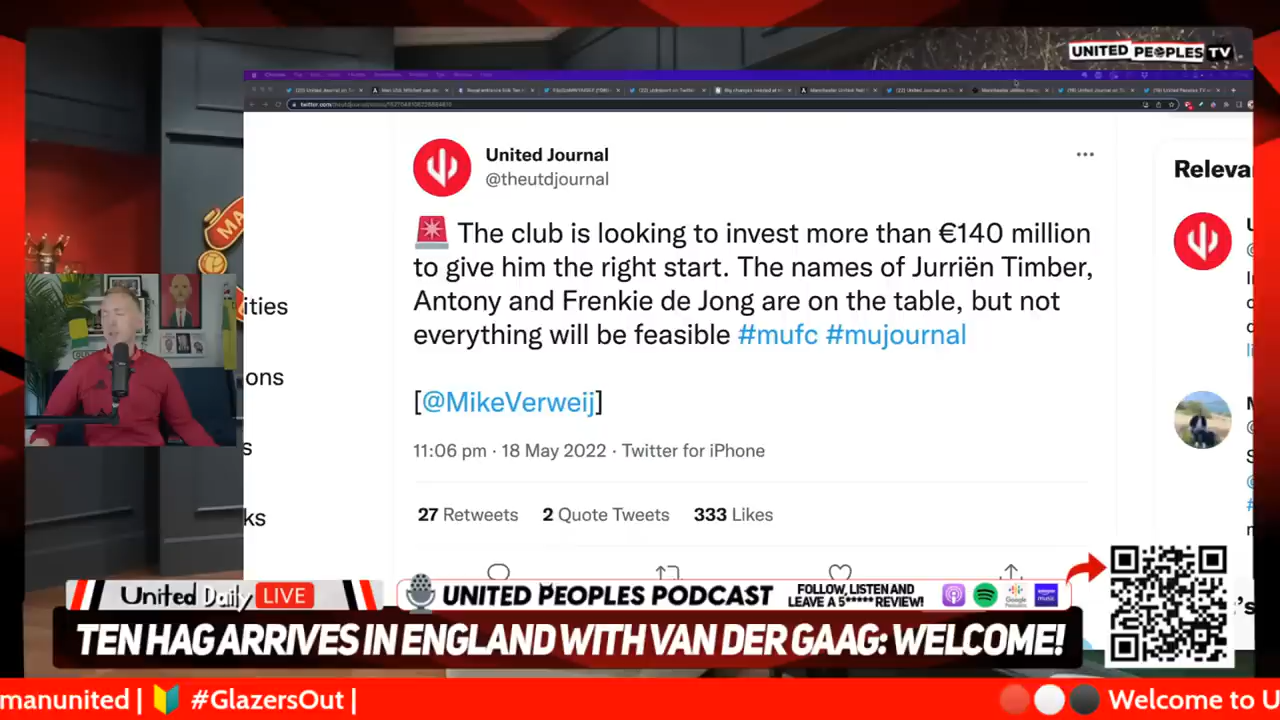 UNITED PEOPLES TV
United Journal
@theutdjournal
The club is looking to invest more than €140 million
to give him the right start. The names of Jurriën Timber,
Antony and Frenkie de Jong are on the table, but not
everything will be feasible #mufc #mujournal
[@MikeVerweij]
11:06 pm · 18 May 2022 · Twitter for iPhone
27 Retweets 2 Quote Tweets 333 Likes
Releva
ities
ons
ks
United Daily LIVE
UNITED PEOPLES PODCAST
FOLLOW, LISTEN AND
LEAVE A 5***** REVIEW!
TEN HAG ARRIVES IN ENGLAND WITH VAN DER GAAG: WELCOME!
manunited | #GlazersOut |
Welcome to U